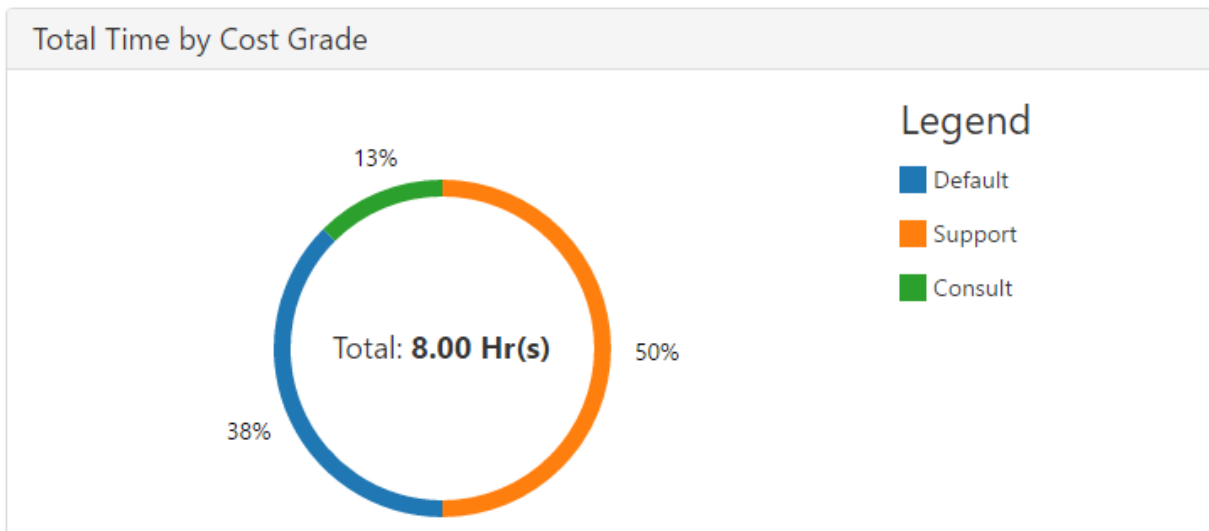 Total Time by Cost Grade
Legend
Default
Support
Consult
13%
Total: 8.00 Hr(s)
50%
38%